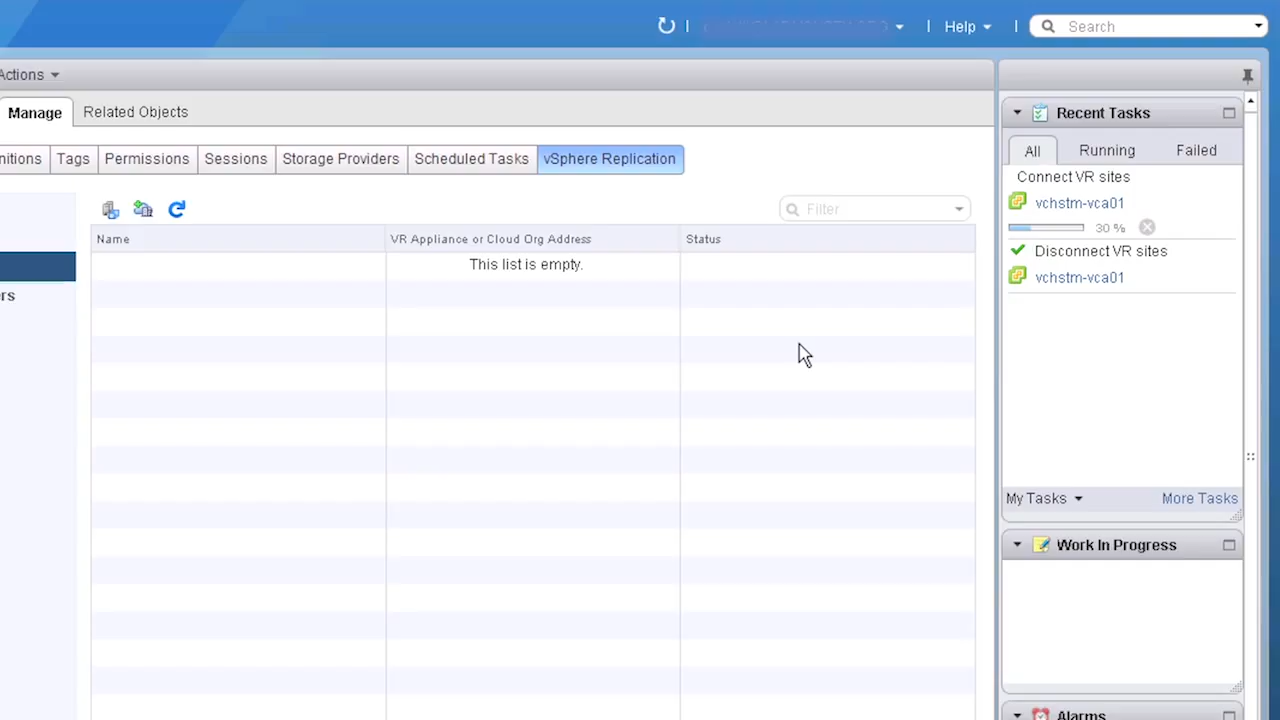 Help
Search
Actions
Manage
Related Objects
nitions
Tags
Permissions
Sessions
Storage Providers
Scheduled Tasks
vSphere Replication
Filter
Name
VR Appliance or Cloud Org Address
Status
This list is empty.
rs
Recent Tasks
All
Running
Failed
Connect VR sites
vchstm-vca01
30 %
Disconnect VR sites
vchstm-vca01
My Tasks
More Tasks
Work In Progress
Alarms